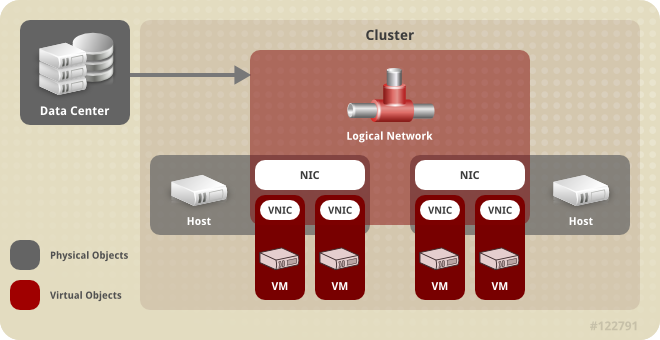 Cluster
Data Center
Logical Network
NIC
NIC
Host
VNIC
VNIC
VNIC
VNIC
Host
VM
VM
VM
VM
Physical Objects
Virtual Objects
#122791